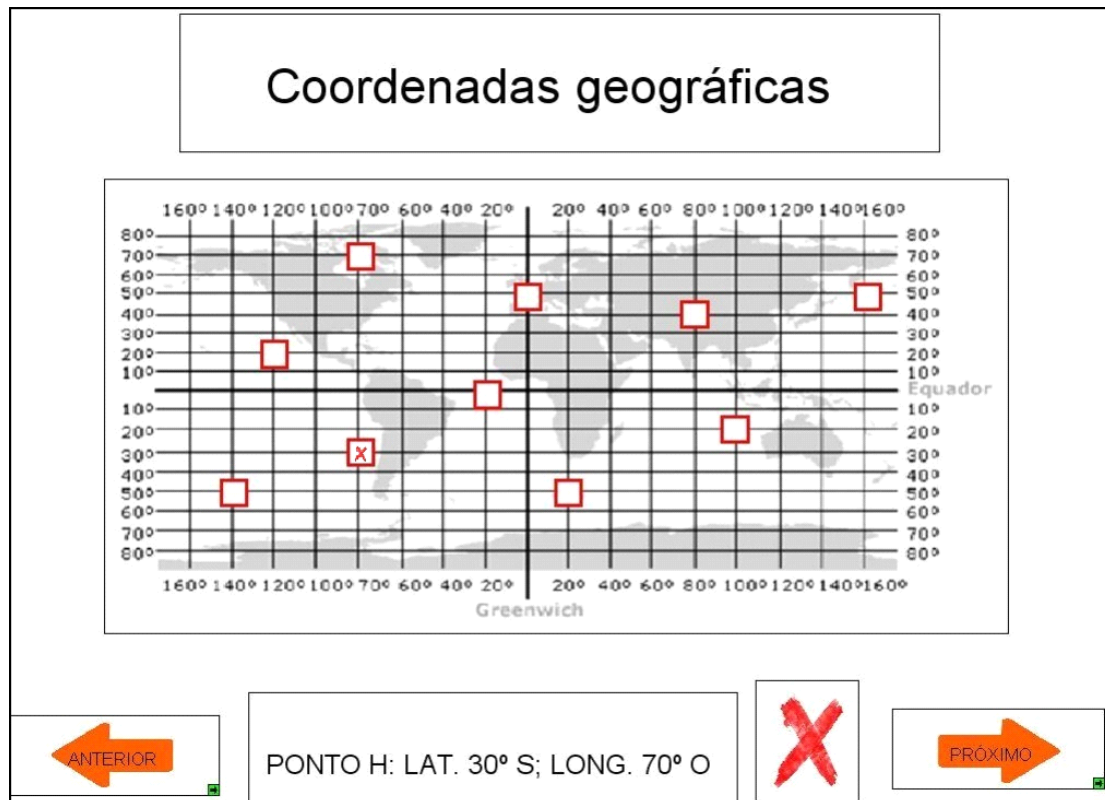 Coordenadas geográficas
160º 140º 120º 100º 70º 60º 40º 20º 20º 40º 60º 80º 100º 120º 140º 160º
80º 80º
70º 70º
60º 60º
50º 50º
40º 40º
30º 30º
20º 20º
10º 10º
Equador
10º 10º
20º 20º
30º 30º
40º 40º
50º 50º
60º 60º
70º 70º
80º 80º
160º 140º 120º 100º 70º 60º 40º 20º 20º 40º 60º 80º 100º 120º 140º 160º
Greenwich
ANTERIOR
PONTO H: LAT. 30º S; LONG. 70º O
PRÓXIMO